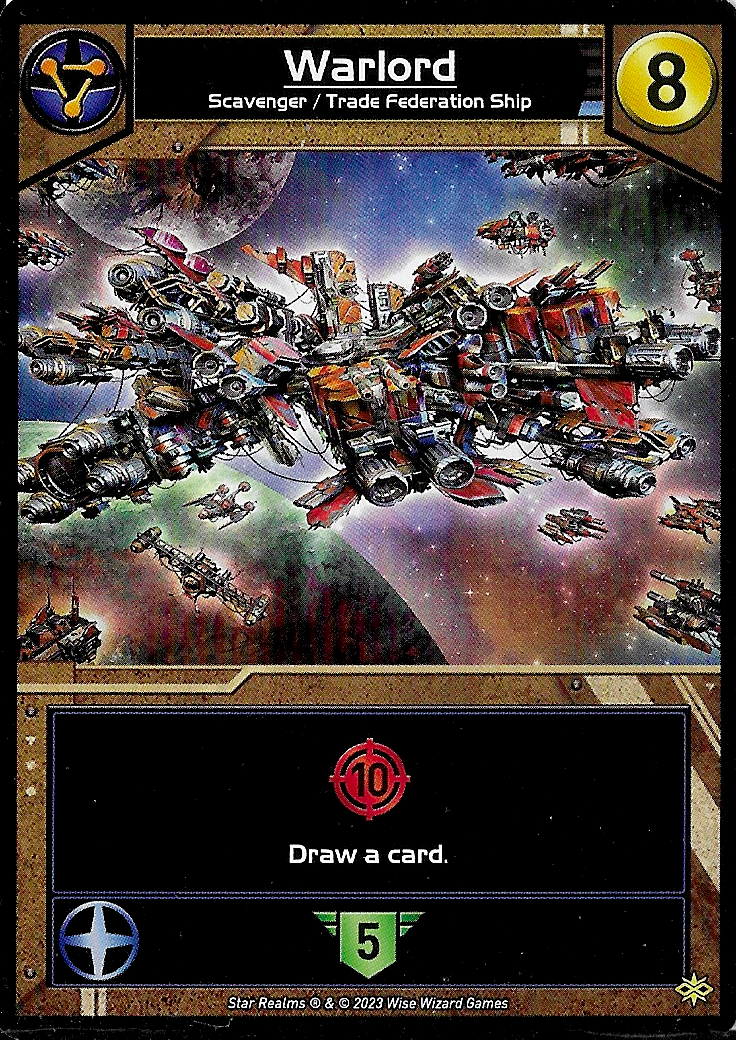 Warlord
8
Scavenger / Trade Federation Ship
10
Draw a card.
5
Star Realms ® & © 2023 Wise Wizard Games